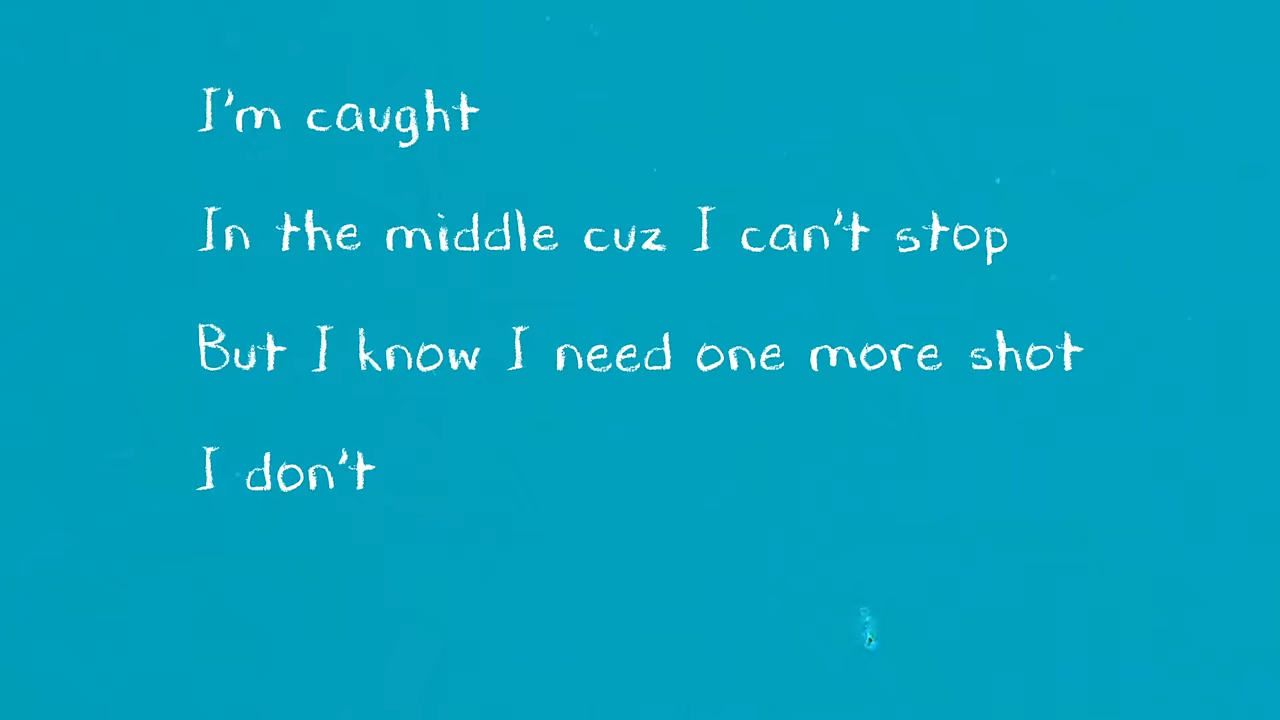 I'm caught
In the middle cuz I can't stop
But I know I need one more shot
I don't